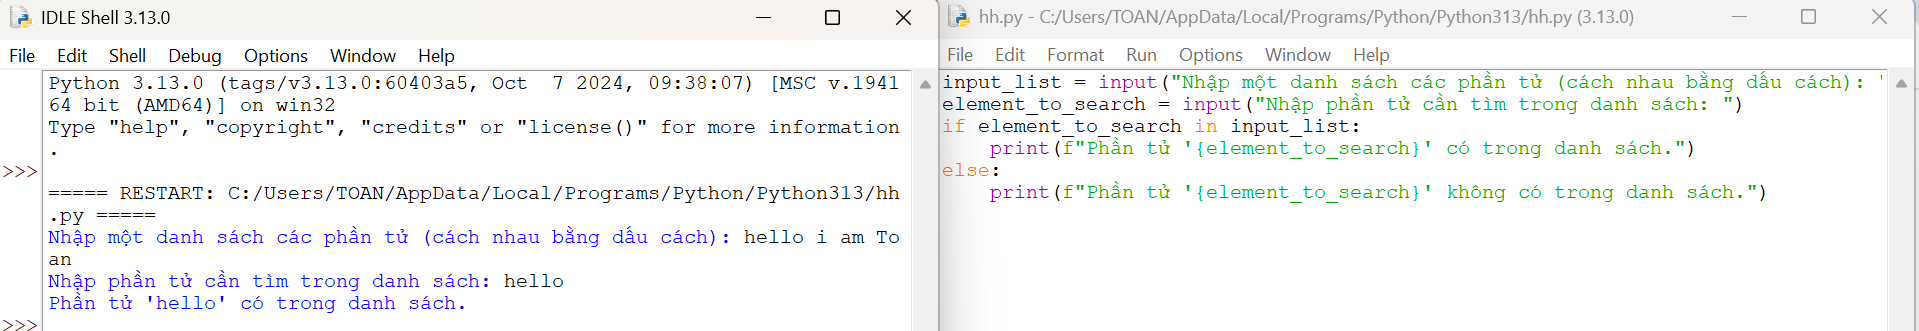 IDLE Shell 3.13.0
File Edit Shell Debug Options Window Help
Python 3.13.0 (tags/v3.13.0:60403a5, Oct  7 2024, 09:38:07) [MSC v.1941
64 bit (AMD64)] on win32
Type "help", "copyright", "credits" or "license()" for more information
.
>>>
===== RESTART: C:/Users/TOAN/AppData/Local/Programs/Python/Python313/hh
.py =====
Nhập một danh sách các phần tử (cách nhau bằng dấu cách): hello i am To
an
Nhập phần tử cần tìm trong danh sách: hello
Phần tử 'hello' có trong danh sách.
>>>
hh.py - C:/Users/TOAN/AppData/Local/Programs/Python/Python313/hh.py (3.13.0)
File Edit Format Run Options Window Help
input_list = input("Nhập một danh sách các phần tử (cách nhau bằng dấu cách): "
element_to_search = input("Nhập phần tử cần tìm trong danh sách: ")
if element_to_search in input_list:
    print(f"Phần tử '{element_to_search}' có trong danh sách.")
else:
    print(f"Phần tử '{element_to_search}' không có trong danh sách.")